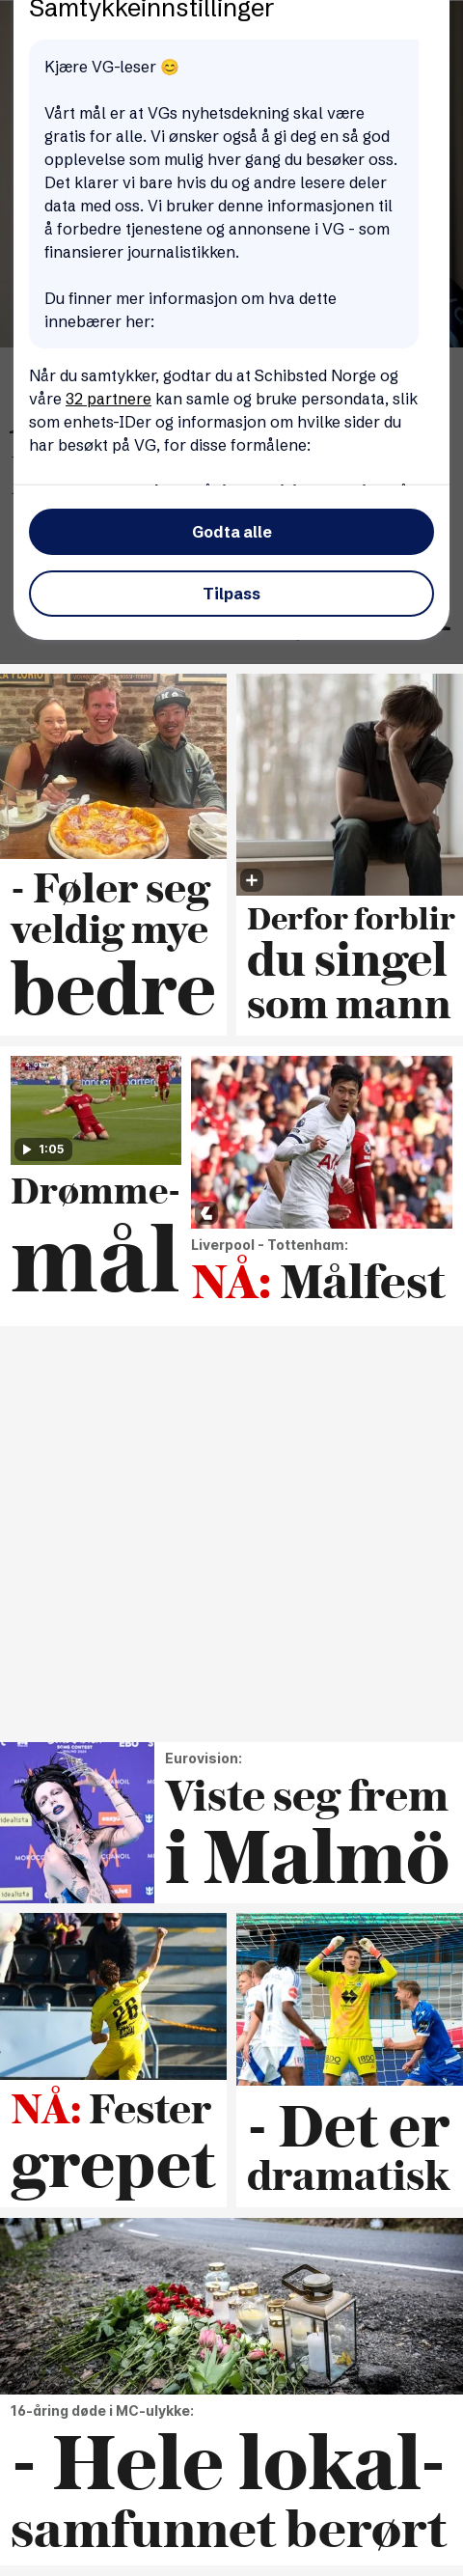 Samtykkeinnstillinger
Kjære VG-leser 😊
Vårt mål er at VGs nyhetsdekning skal være
gratis for alle. Vi ønsker også å gi deg en så god
opplevelse som mulig hver gang du besøker oss.
Det klarer vi bare hvis du og andre lesere deler
data med oss. Vi bruker denne informasjonen til
å forbedre tjenestene og annonsene i VG - som
finansierer journalistikken.
Du finner mer informasjon om hva dette
innebærer her:
Når du samtykker, godtar du at Schibsted Norge og
våre 32 partnere kan samle og bruke persondata, slik
som enhets-IDer og informasjon om hvilke sider du
har besøkt på VG, for disse formålene:
Godta alle
Tilpass
- Føler seg
veldig mye
bedre
Derfor forblir
du singel
som mann
1:05
Drømme-
mål
Liverpool - Tottenham:
NÅ: Målfest
idealista
idealista
Eurovision:
Viste seg frem
i Malmö
26
NÅ: Fester
grepet
11
- Det er
dramatisk
16-åring døde i MC-ulykke:
- Hele lokal-
samfunnet berørt